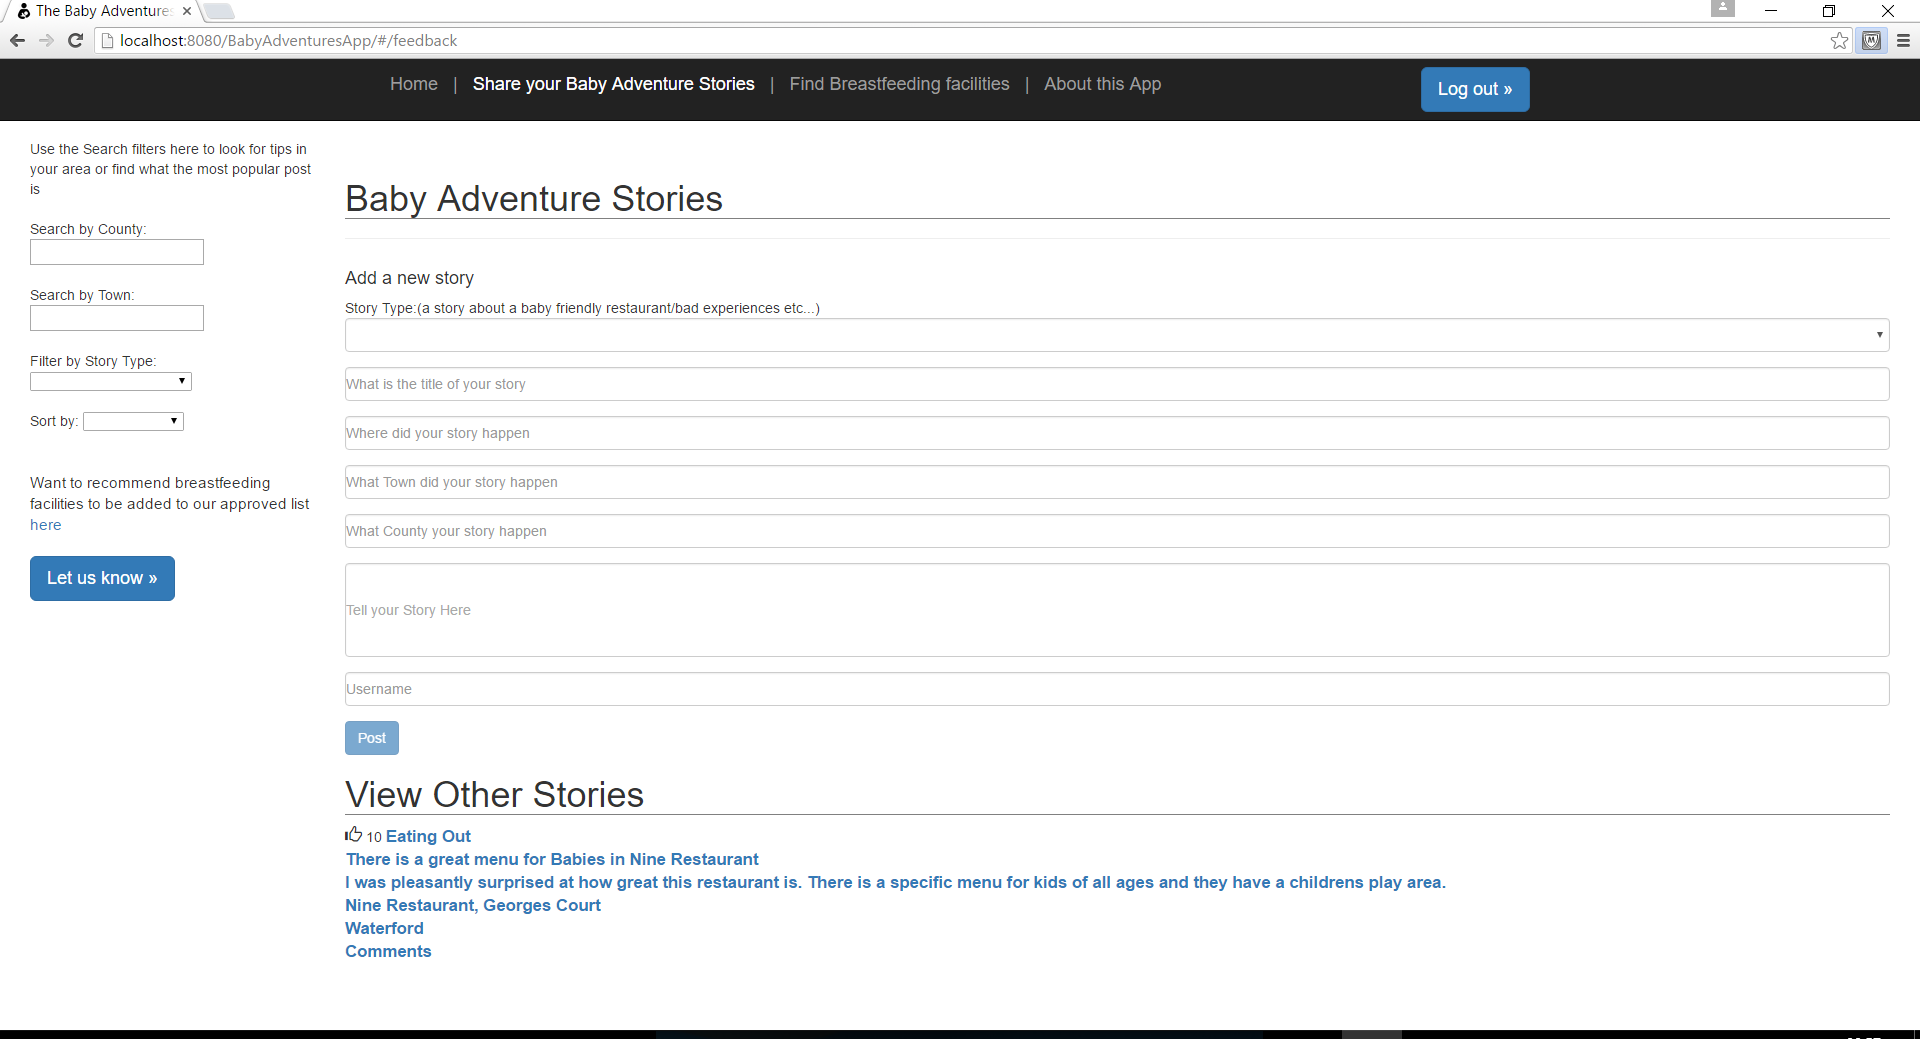 The Baby Adventures
localhost:8080/BabyAdventuresApp/#/feedback
Home | Share your Baby Adventure Stories | Find Breastfeeding facilities | About this App
Log out »
Use the Search filters here to look for tips in
your area or find what the most popular post
is
Search by County:
Search by Town:
Filter by Story Type:
Sort by:
Want to recommend breastfeeding
facilities to be added to our approved list
here
Let us know »
Baby Adventure Stories
Add a new story
Story Type:(a story about a baby friendly restaurant/bad experiences etc...)
What is the title of your story
Where did your story happen
What Town did your story happen
What County your story happen
Tell your Story Here
Username
Post
View Other Stories
10 Eating Out
There is a great menu for Babies in Nine Restaurant
I was pleasantly surprised at how great this restaurant is. There is a specific menu for kids of all ages and they have a childrens play area.
Nine Restaurant, Georges Court
Waterford
Comments